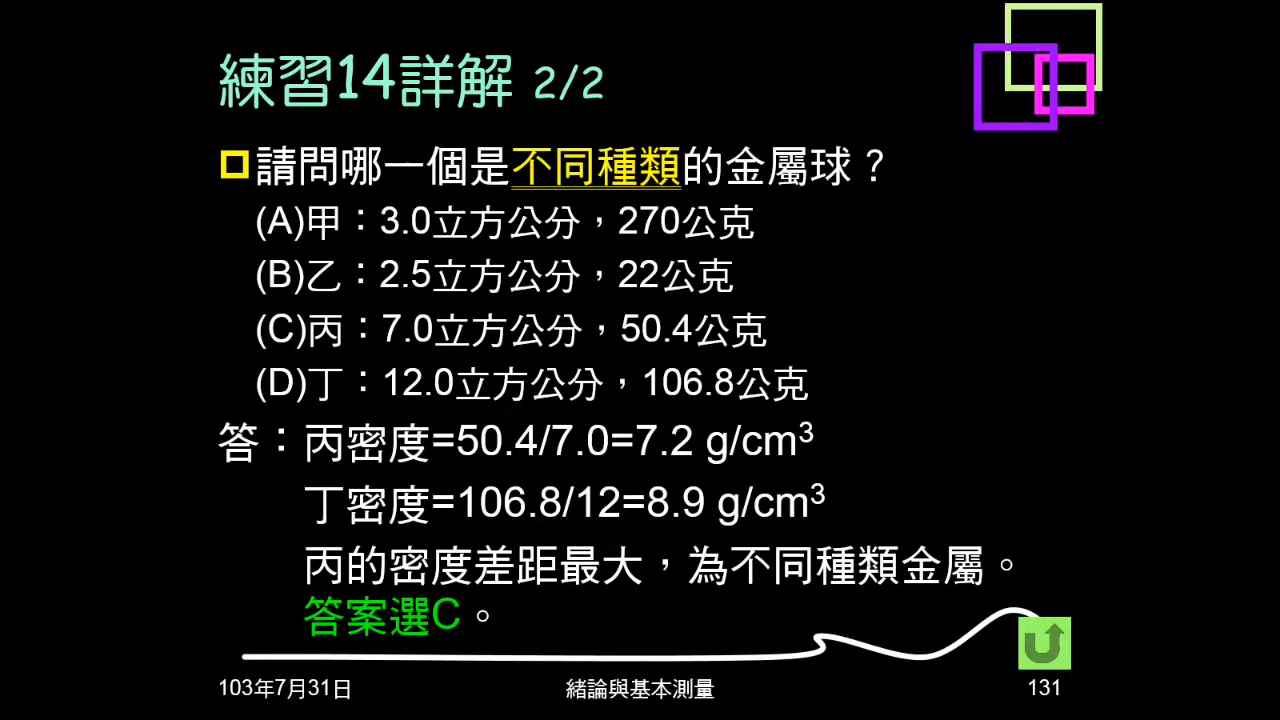 練習14詳解 2/2
請問哪一個是不同種類的金屬球？
(A)甲：3.0立方公分，270公克
(B)乙：2.5立方公分，22公克
(C)丙：7.0立方公分，50.4公克
(D)丁：12.0立方公分，106.8公克
答：丙密度=50.4/7.0=7.2 g/cm³
丁密度=106.8/12=8.9 g/cm³
丙的密度差距最大，為不同種類金屬。
答案選C。
103年7月31日
緒論與基本測量
131